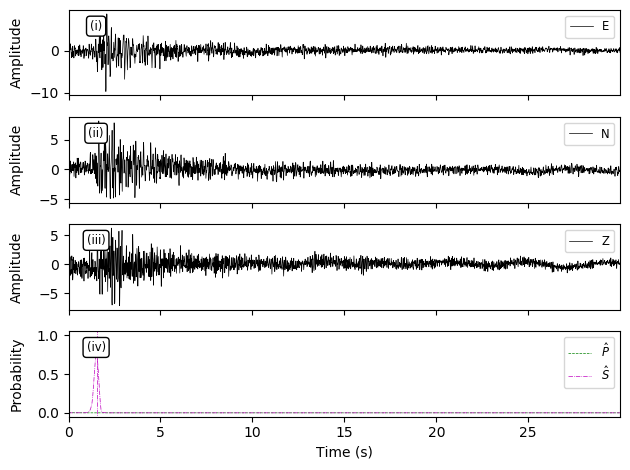 (i)
E
Amplitude
0
−10
(ii)
N
Amplitude
5
0
−5
(iii)
Z
Amplitude
5
0
−5
(iv)
P̂
Ŝ
Probability
1.0
0.5
0.0
0 5 10 15 20 25
Time (s)